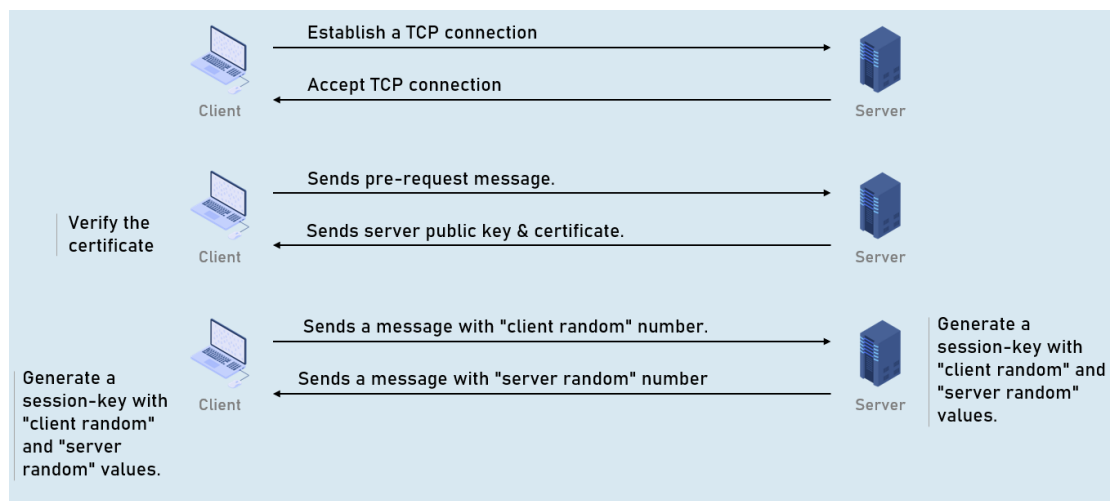 Establish a TCP connection
Accept TCP connection
Client
Server
Sends pre-request message.
Verify the
certificate
Sends server public key & certificate.
Client
Server
Sends a message with "client random" number.
Generate a
session-key with
"client random" and
"server random"
values.
Sends a message with "server random" number
Client
Server
Generate a
session-key with
"client random"
and "server
random" values.